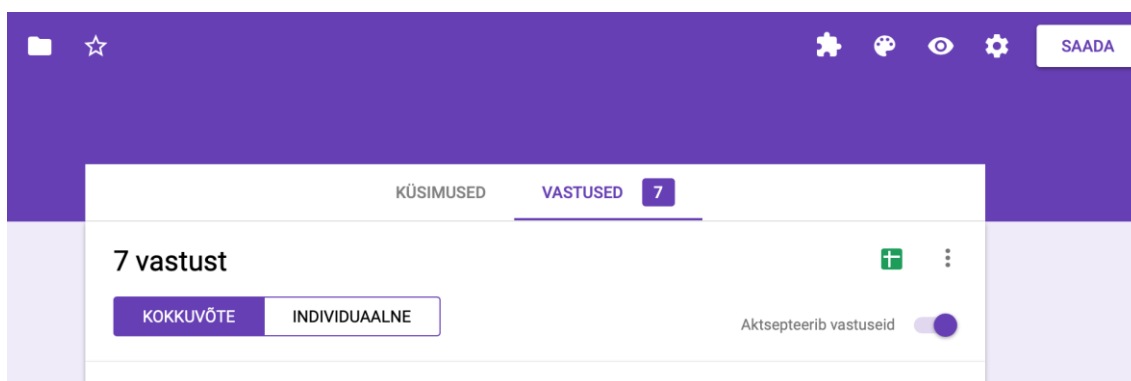 SAADA
KÜSIMUSED VASTUSED 7
7 vastust
KOKKUVÕTE INDIVIDUAALNE
Aktsepteerib vastuseid